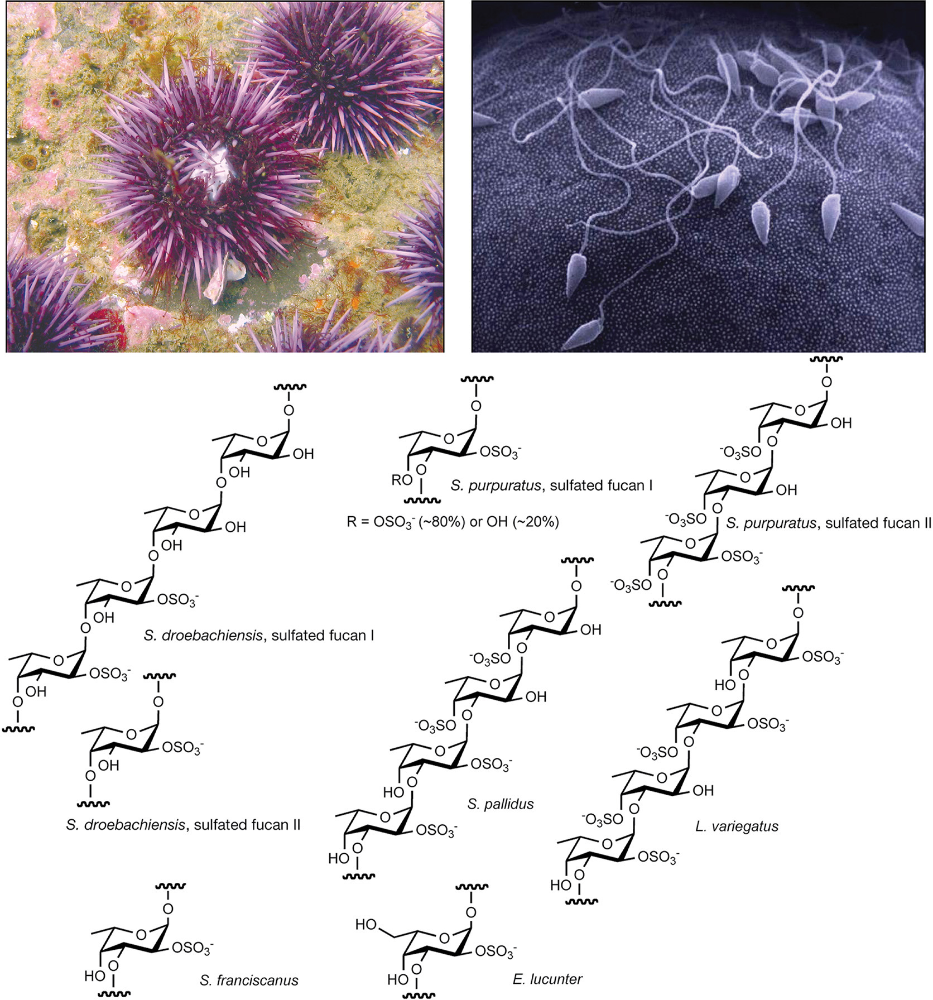 O
O
OH
OH
O
O
OH
OH
O
O
OSO₃⁻
OH
O
O
OSO₃⁻
OH
O
S. droebachiensis, sulfated fucan I
O
O
OSO₃⁻
OH
O
S. droebachiensis, sulfated fucan II
O
O
OSO₃⁻
RO
O
S. purpuratus, sulfated fucan I
R = OSO₃⁻ (~80%) or OH (~20%)
O
O
OH
⁻O₃SO
O
O
OH
⁻O₃SO
O
O
OSO₃⁻
⁻O₃SO
O
S. purpuratus, sulfated fucan II
O
O
OH
⁻O₃SO
O
O
OH
⁻O₃SO
O
O
OSO₃⁻
HO
O
O
OSO₃⁻
HO
O
S. pallidus
O
O
OSO₃⁻
HO
O
O
OSO₃⁻
⁻O₃SO
O
O
OH
⁻O₃SO
O
O
OSO₃⁻
HO
O
L. variegatus
O
O
OSO₃⁻
HO
O
S. franciscanus
O
HO
O
OSO₃⁻
HO
O
E. lucunter